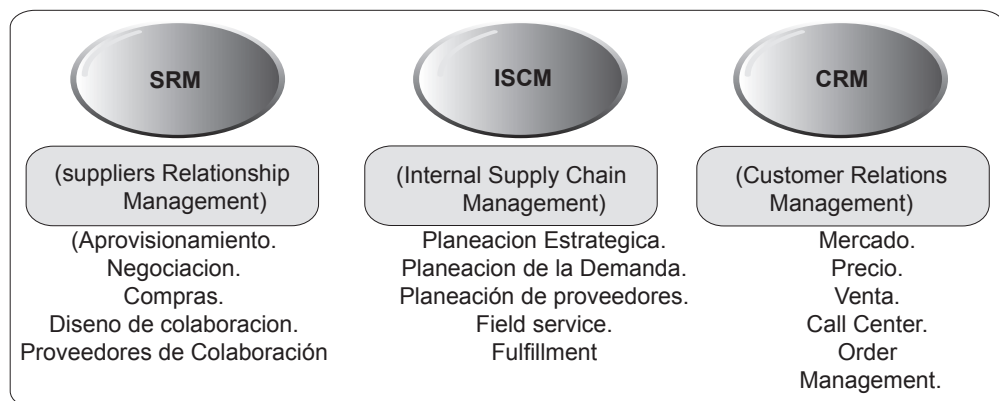 SRM
(suppliers Relationship
Management)
(Aprovisionamiento.
Negociacion.
Compras.
Diseno de colaboracion.
Proveedores de Colaboración
ISCM
(Internal Supply Chain
Management)
Planeacion Estrategica.
Planeacion de la Demanda.
Planeación de proveedores.
Field service.
Fulfillment
CRM
(Customer Relations
Management)
Mercado.
Precio.
Venta.
Call Center.
Order
Management.